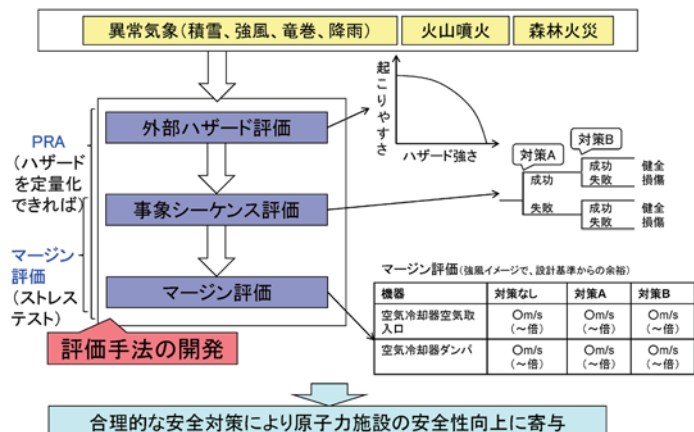 異常気象(積雪、強風、竜巻、降雨)
火山噴火
森林火災
外部ハザード評価
事象シーケンス評価
マージン評価
PRA
(ハザード
を定量化
できれば)
マージン
評価
(ストレス
テスト)
評価手法の開発
起こりやすさ
ハザード強さ
対策A
対策B
成功
失敗
成功
失敗
成功
失敗
健全
損傷
健全
損傷
マージン評価(強風イメージで、設計基準からの余裕)
機器 対策なし 対策A 対策B
空気冷却器空気取
入口
〇m/s
(~倍)
〇m/s
(~倍)
〇m/s
(~倍)
空気冷却器ダンパ
〇m/s
(~倍)
〇m/s
(~倍)
〇m/s
(~倍)
合理的な安全対策により原子力施設の安全性向上に寄与